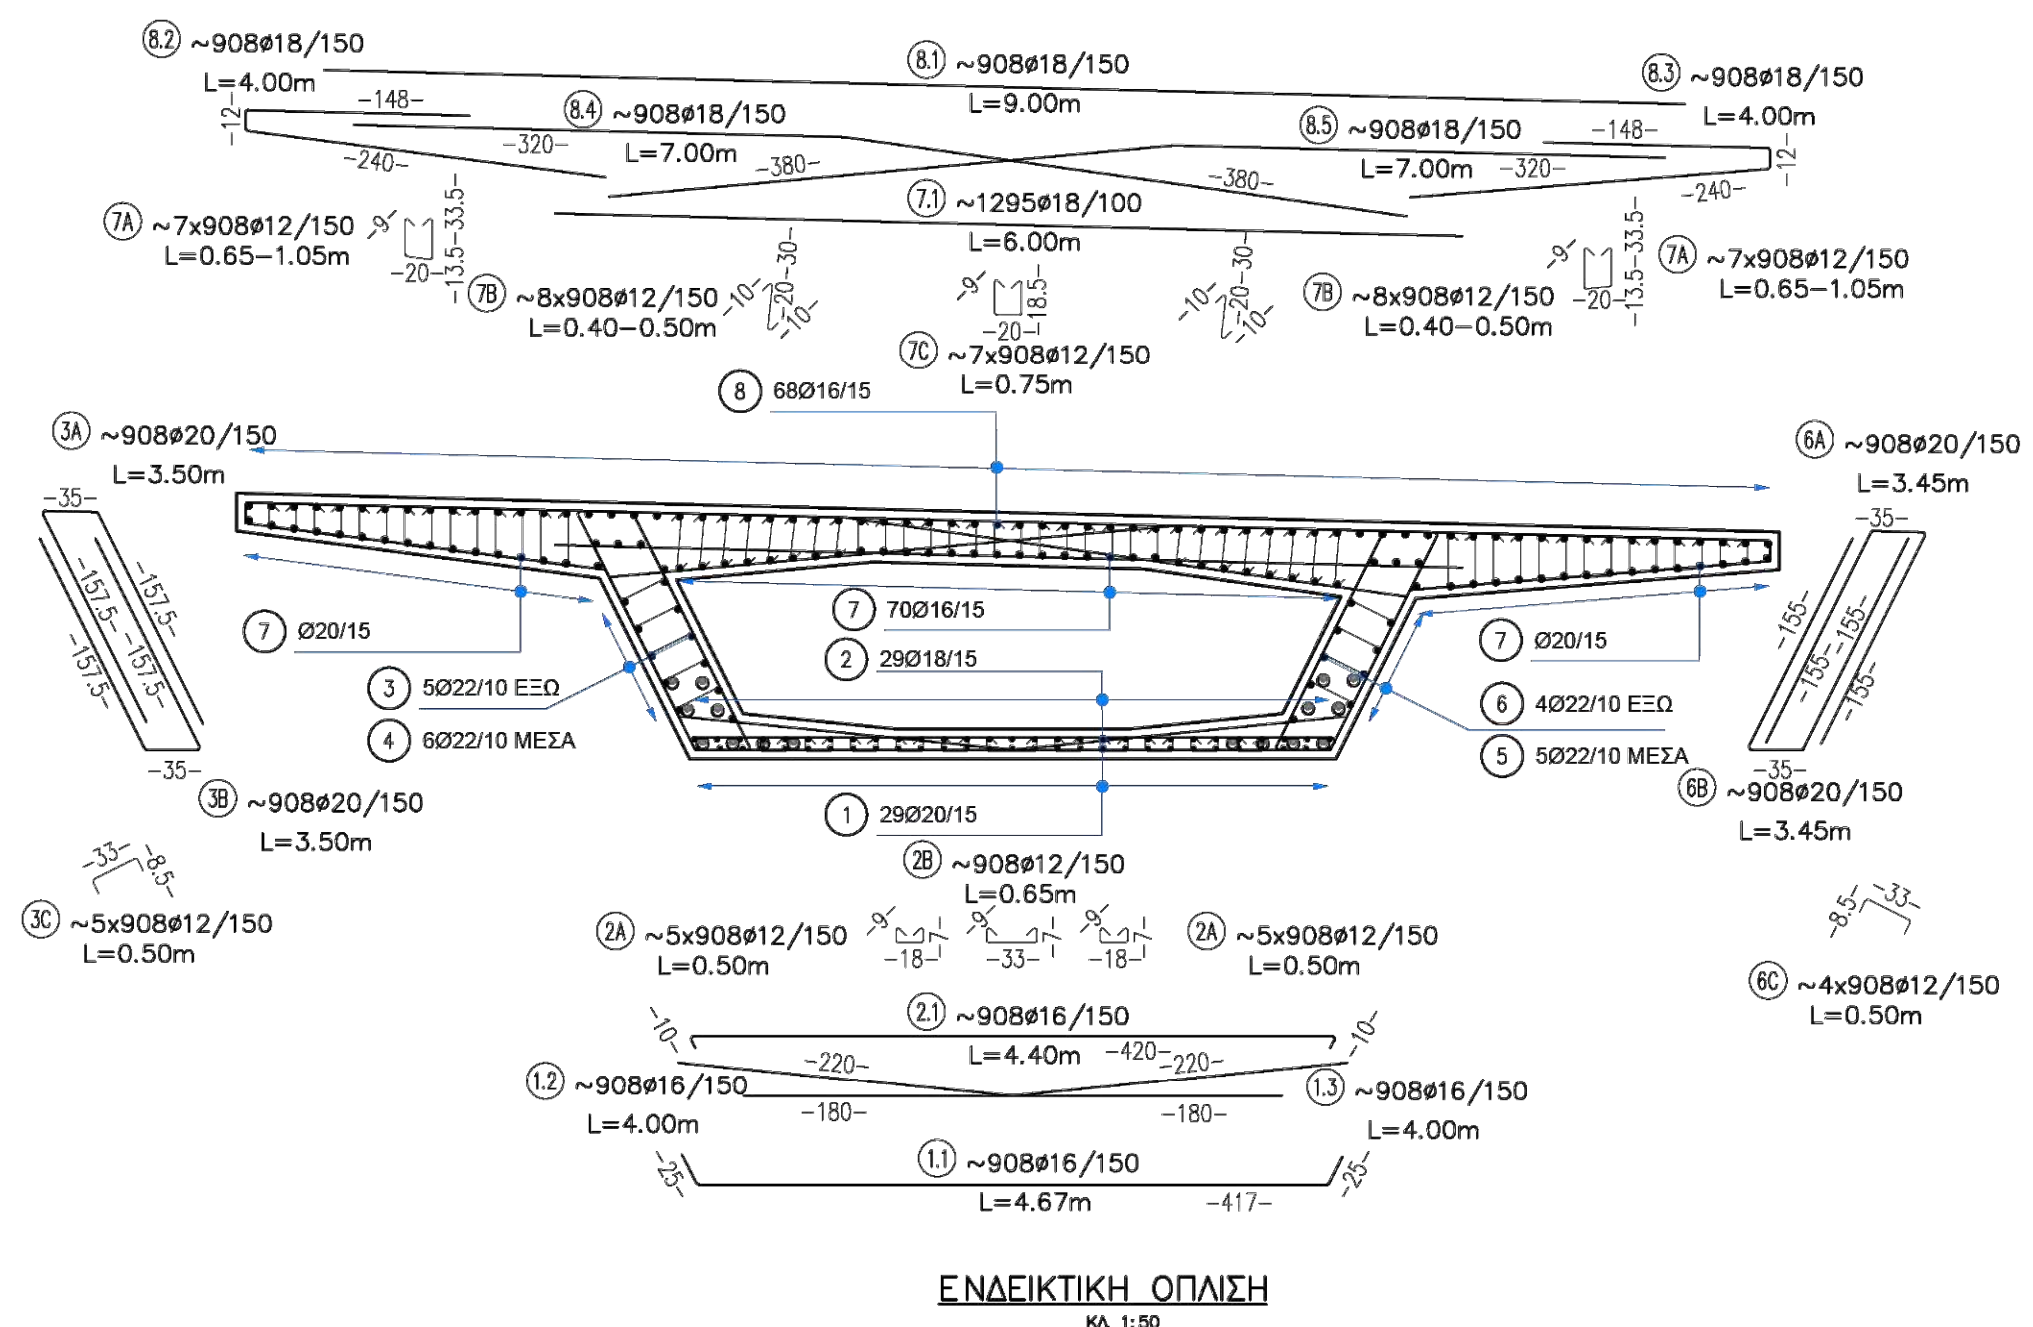 8.2 ~908ø18/150
L=4.00m
8.1 ~908ø18/150
L=9.00m
8.3 ~908ø18/150
L=4.00m
-12-
-148-
-240-
8.4 ~908ø18/150
-320-
L=7.00m
-380-
8.5 ~908ø18/150
-320-
L=7.00m
-380-
-148-
-12-
-240-
7.1 ~1295ø18/100
L=6.00m
7A ~7x908ø12/150
L=0.65-1.05m
-9-
-20-
-13.5-33.5-
7B ~8x908ø12/150
L=0.40-0.50m
-10-
-20-30-
-10-
-9-
-20-
-18.5-
7C ~7x908ø12/150
L=0.75m
-10-
-20-30-
-10-
7B ~8x908ø12/150
L=0.40-0.50m
-9-
-20-
-13.5-33.5-
7A ~7x908ø12/150
L=0.65-1.05m
8 68Ø16/15
3A ~908ø20/150
L=3.50m
6A ~908ø20/150
L=3.45m
-35-
-157.5-
-157.5-
-157.5-
-157.5-
-35-
-35-
-155-
-155-
-155-
-155-
-35-
7 Ø20/15
7 70Ø16/15
7 Ø20/15
2 29Ø18/15
3 5Ø22/10 ΕΞΩ
4 6Ø22/10 ΜΕΣΑ
6 4Ø22/10 ΕΞΩ
5 5Ø22/10 ΜΕΣΑ
3B ~908ø20/150
L=3.50m
6B ~908ø20/150
L=3.45m
1 29Ø20/15
2B ~908ø12/150
L=0.65m
-33-
-8.5-
3C ~5x908ø12/150
L=0.50m
2A ~5x908ø12/150
L=0.50m
-9-
-18-
-7-
-9-
-33-
-7-
-9-
-18-
-7-
2A ~5x908ø12/150
L=0.50m
-8.5-
-33-
6C ~4x908ø12/150
L=0.50m
2.1 ~908ø16/150
L=4.40m
-420-
-10-
-10-
-220-
-220-
1.2 ~908ø16/150
L=4.00m
-180-
-180-
1.3 ~908ø16/150
L=4.00m
1.1 ~908ø16/150
L=4.67m
-25-
-417-
-25-
ΕΝΔΕΙΚΤΙΚΗ ΟΠΛΙΣΗ
ΚΛ. 1:50